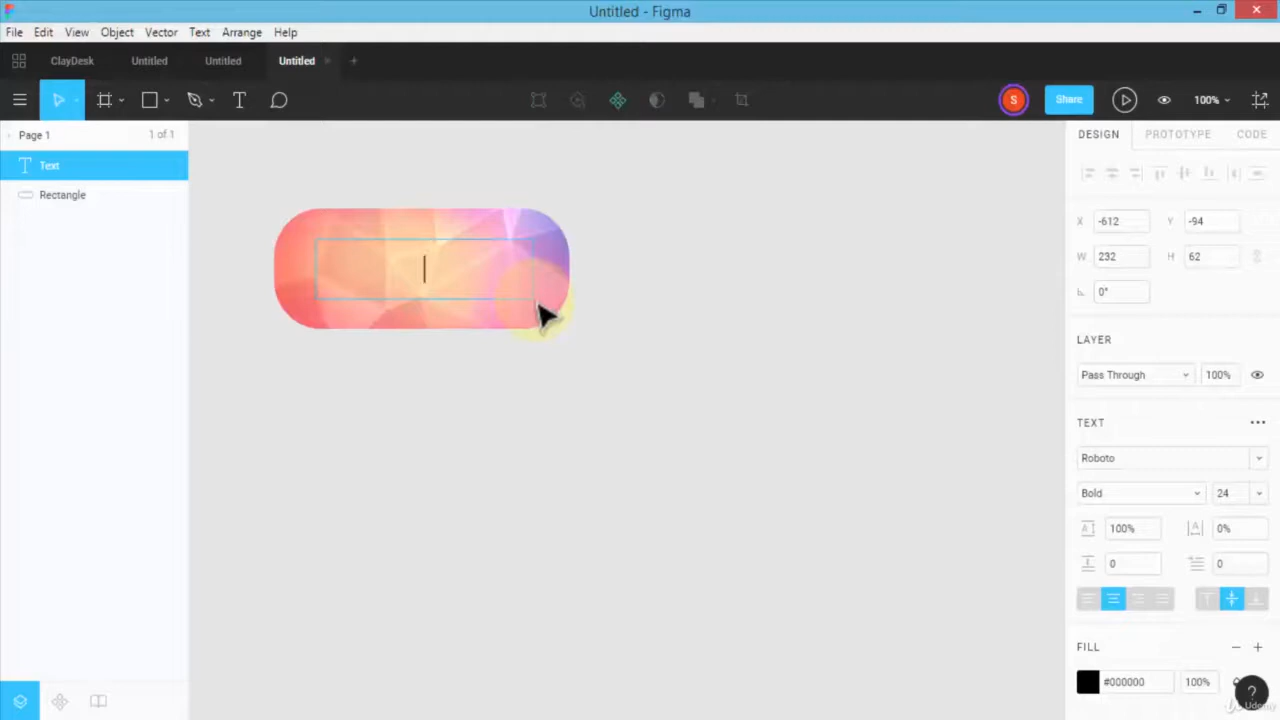 Untitled - Figma
File Edit View Object Vector Text Arrange Help
ClayDesk Untitled Untitled Untitled × +
T S Share 100%
Page 1 1 of 1
DESIGN PROTOTYPE CODE
Text
Rectangle
X -612 Y -94
W 232 H 62
0°
LAYER
Pass Through 100%
TEXT
Roboto
Bold 24
100% 0%
0 0
FILL
#000000 100%
?
Udemy